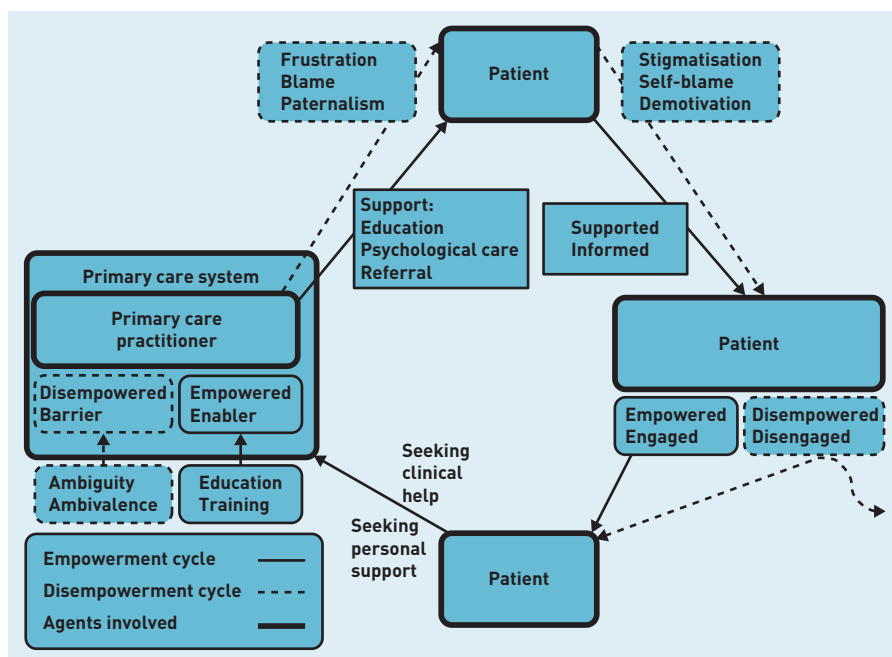 Frustration
Blame
Paternalism
Patient
Stigmatisation
Self-blame
Demotivation
Support:
Education
Psychological care
Referral
Supported
Informed
Primary care system
Primary care
practitioner
Disempowered
Barrier
Empowered
Enabler
Patient
Empowered
Engaged
Disempowered
Disengaged
Ambiguity
Ambivalence
Education
Training
Seeking
clinical
help
Seeking
personal
support
Patient
Empowerment cycle
Disempowerment cycle
Agents involved